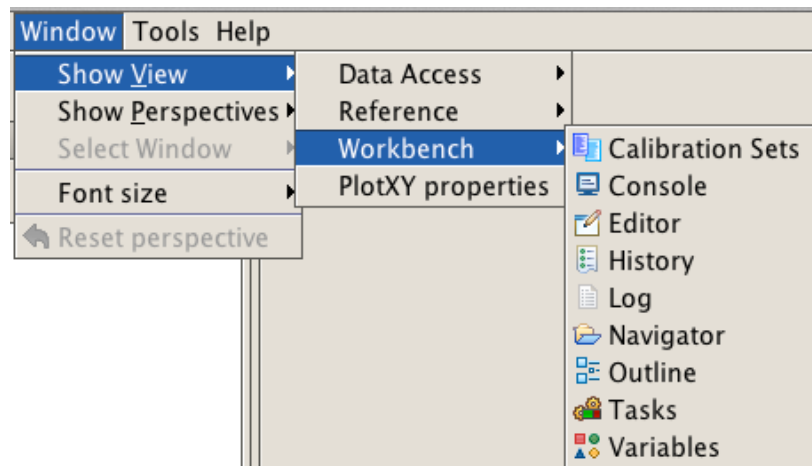 Window Tools Help
Show View
Show Perspectives
Select Window
Font size
Reset perspective
Data Access
Reference
Workbench
PlotXY properties
Calibration Sets
Console
Editor
History
Log
Navigator
Outline
Tasks
Variables